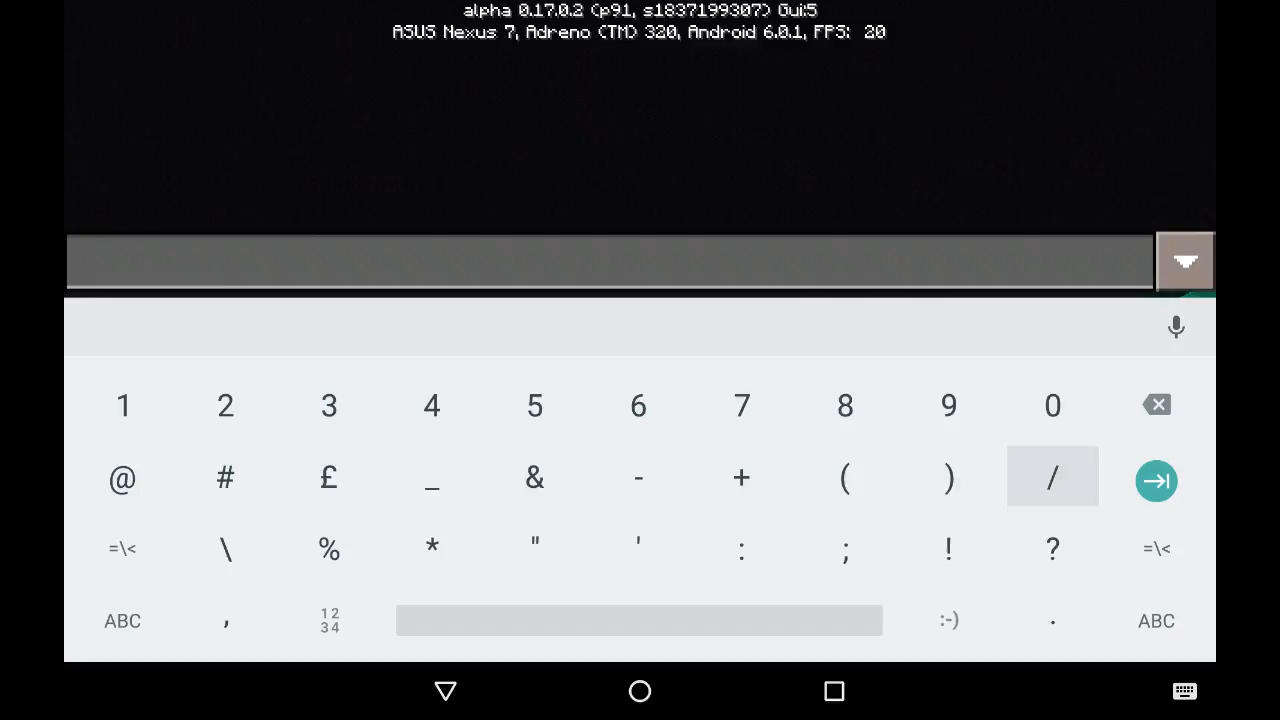 alpha 0.17.0.2 (p91, s1837199307) Gui:5
ASUS Nexus 7, Adreno (TM) 320, Android 6.0.1, FPS: 20
1 2 3 4 5 6 7 8 9 0
@ # £ _ & - + ( ) /
=\< \ % * " ' : ; ! ? =\<
ABC , 12 34 :-) . ABC